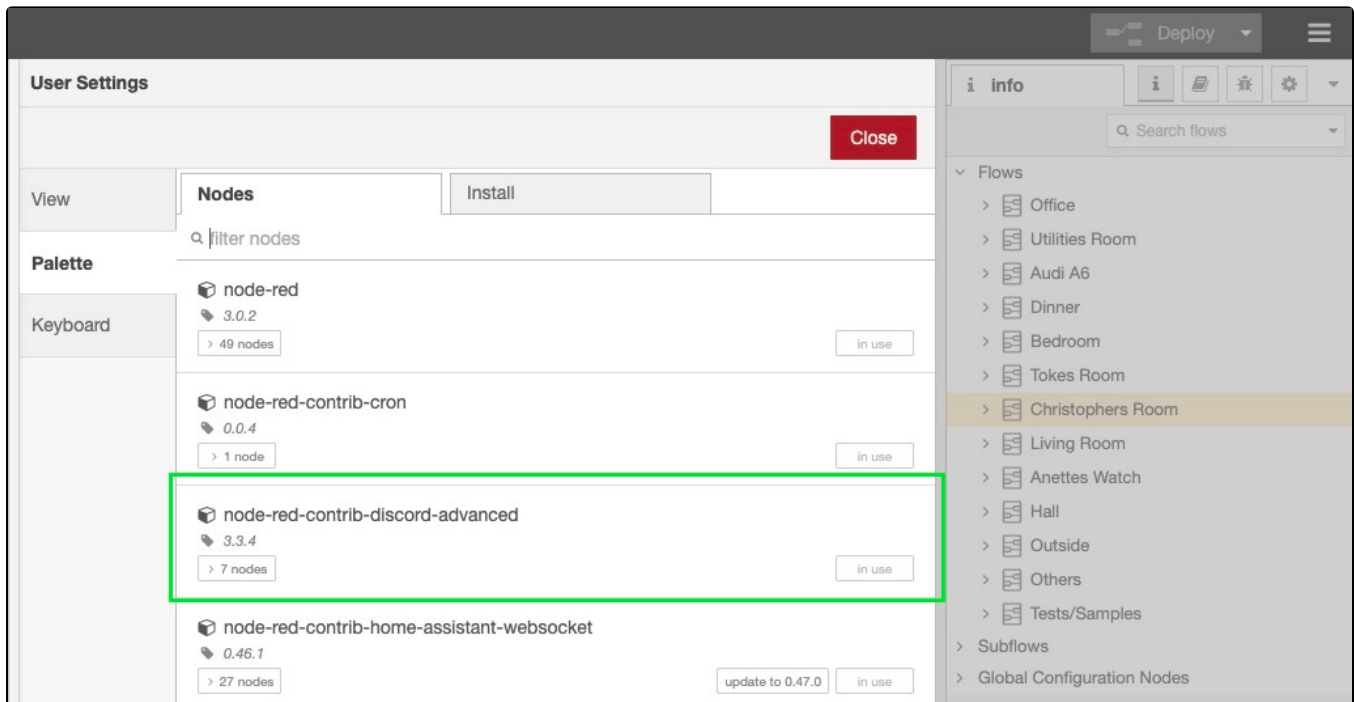 Deploy
User Settings
i info
Close
Search flows
View
Palette
Keyboard
Nodes
Install
filter nodes
node-red
3.0.2
> 49 nodes
in use
node-red-contrib-cron
0.0.4
> 1 node
in use
node-red-contrib-discord-advanced
3.3.4
> 7 nodes
in use
node-red-contrib-home-assistant-websocket
0.46.1
> 27 nodes
update to 0.47.0
in use
Flows
Office
Utilities Room
Audi A6
Dinner
Bedroom
Tokes Room
Christophers Room
Living Room
Anettes Watch
Hall
Outside
Others
Tests/Samples
Subflows
Global Configuration Nodes